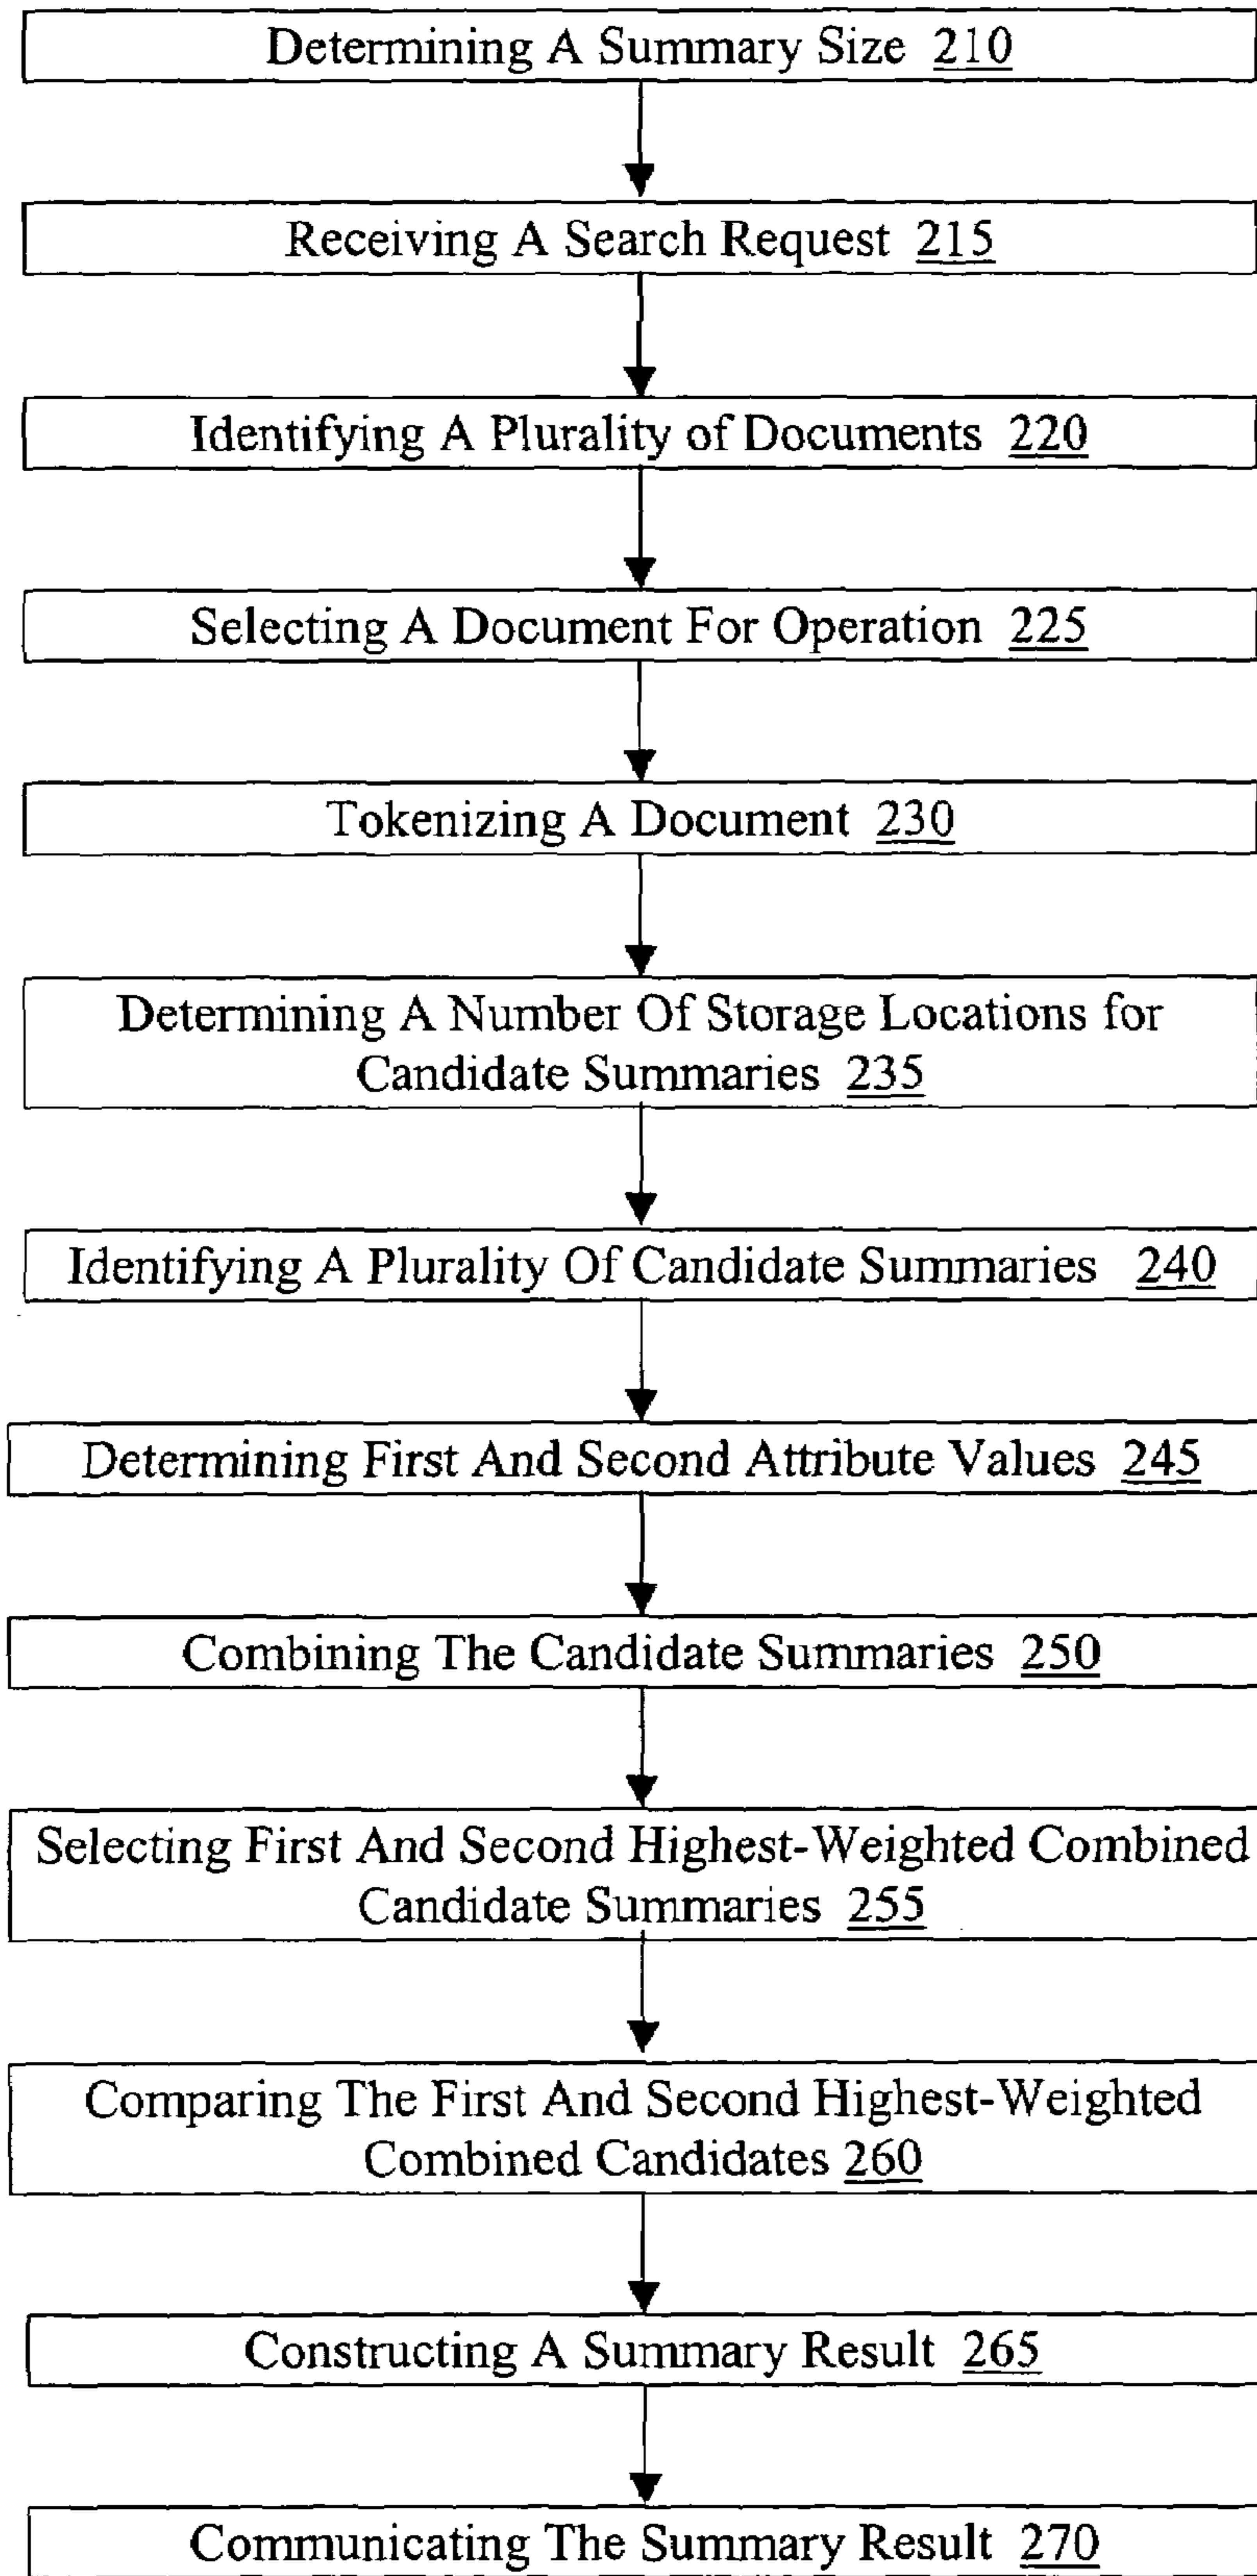 Determining A Summary Size 210
Receiving A Search Request 215
Identifying A Plurality of Documents 220
Selecting A Document For Operation 225
Tokenizing A Document 230
Determining A Number Of Storage Locations for
Candidate Summaries 235
Identifying A Plurality Of Candidate Summaries 240
Determining First And Second Attribute Values 245
Combining The Candidate Summaries 250
Selecting First And Second Highest-Weighted Combined
Candidate Summaries 255
Comparing The First And Second Highest-Weighted
Combined Candidates 260
Constructing A Summary Result 265
Communicating The Summary Result 270